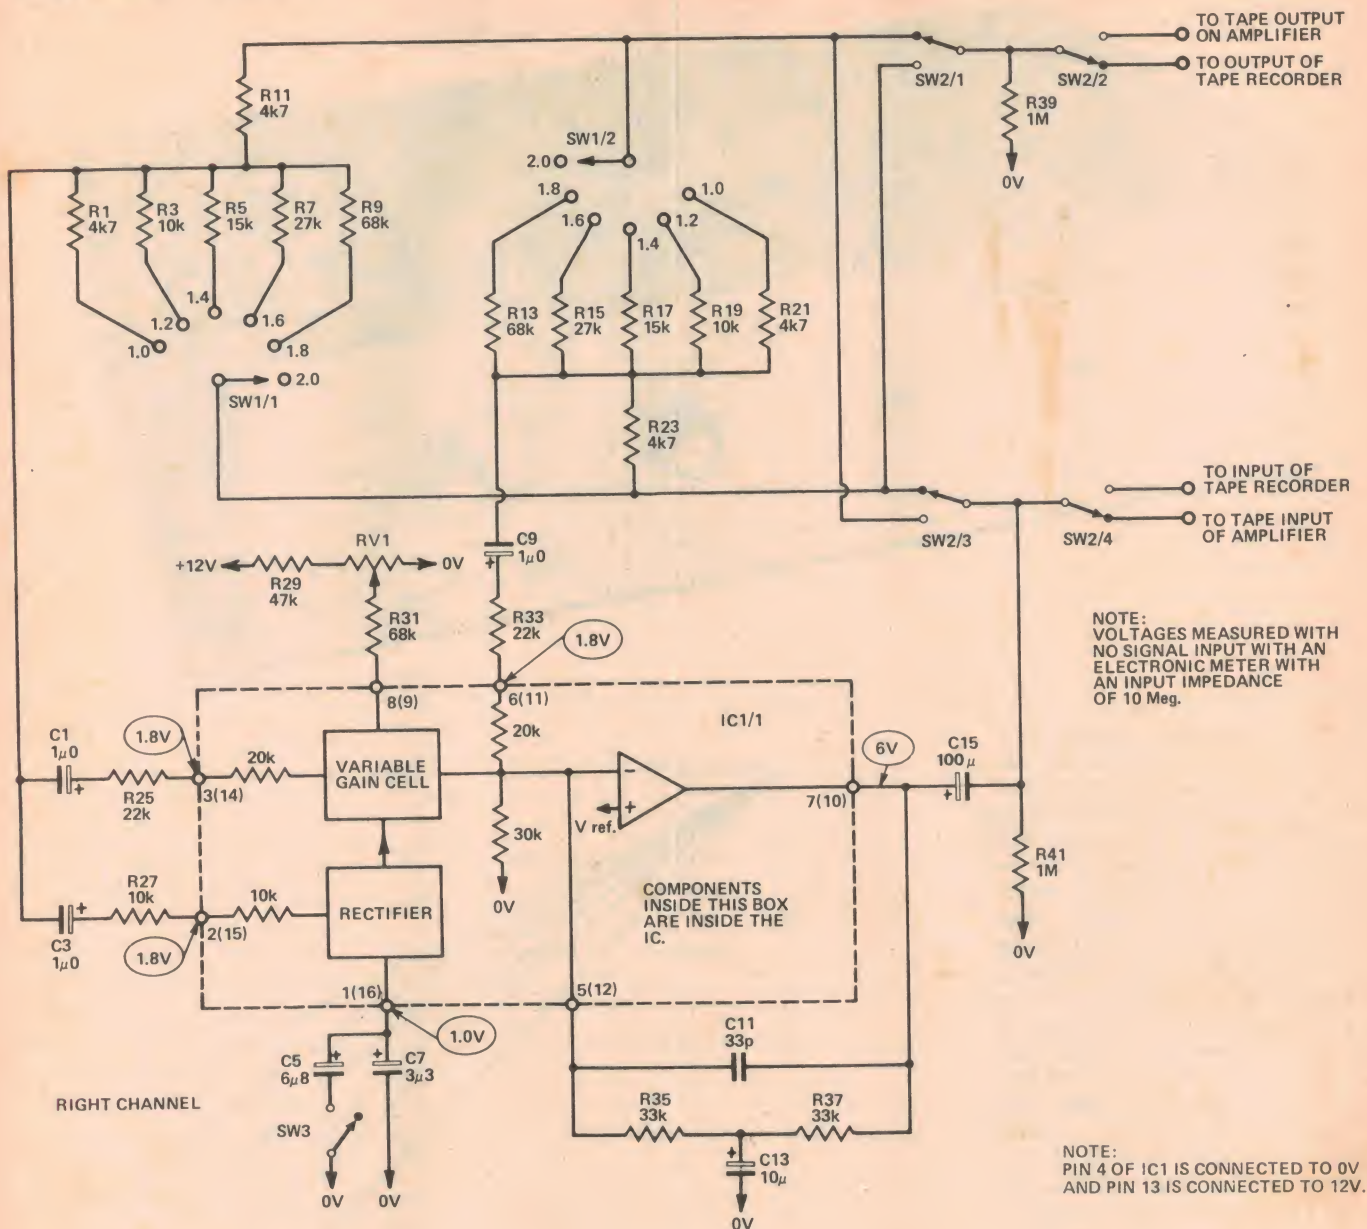 TO TAPE OUTPUT
ON AMPLIFIER
TO OUTPUT OF
TAPE RECORDER
SW2/1
SW2/2
R39
1M
0V
R11
4k7
SW1/2
2.0
1.8
1.6
1.4
1.2
1.0
R1
4k7
R3
10k
R5
15k
R7
27k
R9
68k
1.0
1.2
1.4
1.6
1.8
2.0
SW1/1
R13
68k
R15
27k
R17
15k
R19
10k
R21
4k7
R23
4k7
TO INPUT OF
TAPE RECORDER
TO TAPE INPUT
OF AMPLIFIER
SW2/3
SW2/4
+12V
R29
47k
RV1
0V
R31
68k
C9
1μ0
+
R33
22k
1.8V
NOTE:
VOLTAGES MEASURED WITH
NO SIGNAL INPUT WITH AN
ELECTRONIC METER WITH
AN INPUT IMPEDANCE
OF 10 Meg.
8(9)
6(11)
IC1/1
C1
1μ0
+
R25
22k
1.8V
3(14)
20k
VARIABLE
GAIN CELL
20k
30k
0V
–
+
V ref.
6V
7(10)
C15
100μ
+
R41
1M
0V
C3
1μ0
+
R27
10k
1.8V
2(15)
10k
RECTIFIER
COMPONENTS
INSIDE THIS BOX
ARE INSIDE THE
IC.
1(16)
1.0V
5(12)
C5
6μ8
+
C7
3μ3
+
SW3
0V
0V
C11
33p
R35
33k
R37
33k
C13
10μ
+
0V
RIGHT CHANNEL
NOTE:
PIN 4 OF IC1 IS CONNECTED TO 0V
AND PIN 13 IS CONNECTED TO 12V.